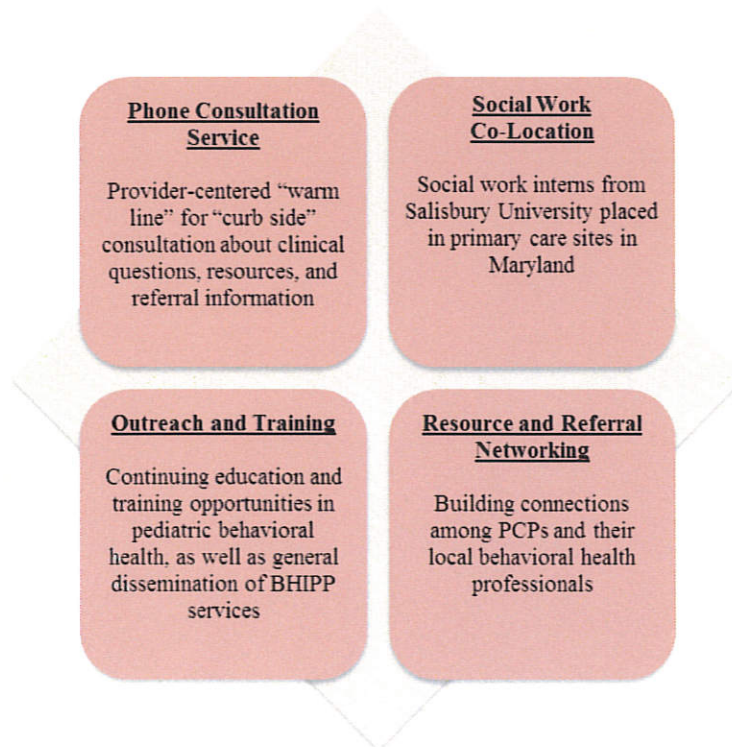 Phone Consultation
Service
Provider-centered “warm
line” for “curb side”
consultation about clinical
questions, resources, and
referral information
Social Work
Co-Location
Social work interns from
Salisbury University placed
in primary care sites in
Maryland
Outreach and Training
Continuing education and
training opportunities in
pediatric behavioral
health, as well as general
dissemination of BHIPP
services
Resource and Referral
Networking
Building connections
among PCPs and their
local behavioral health
professionals